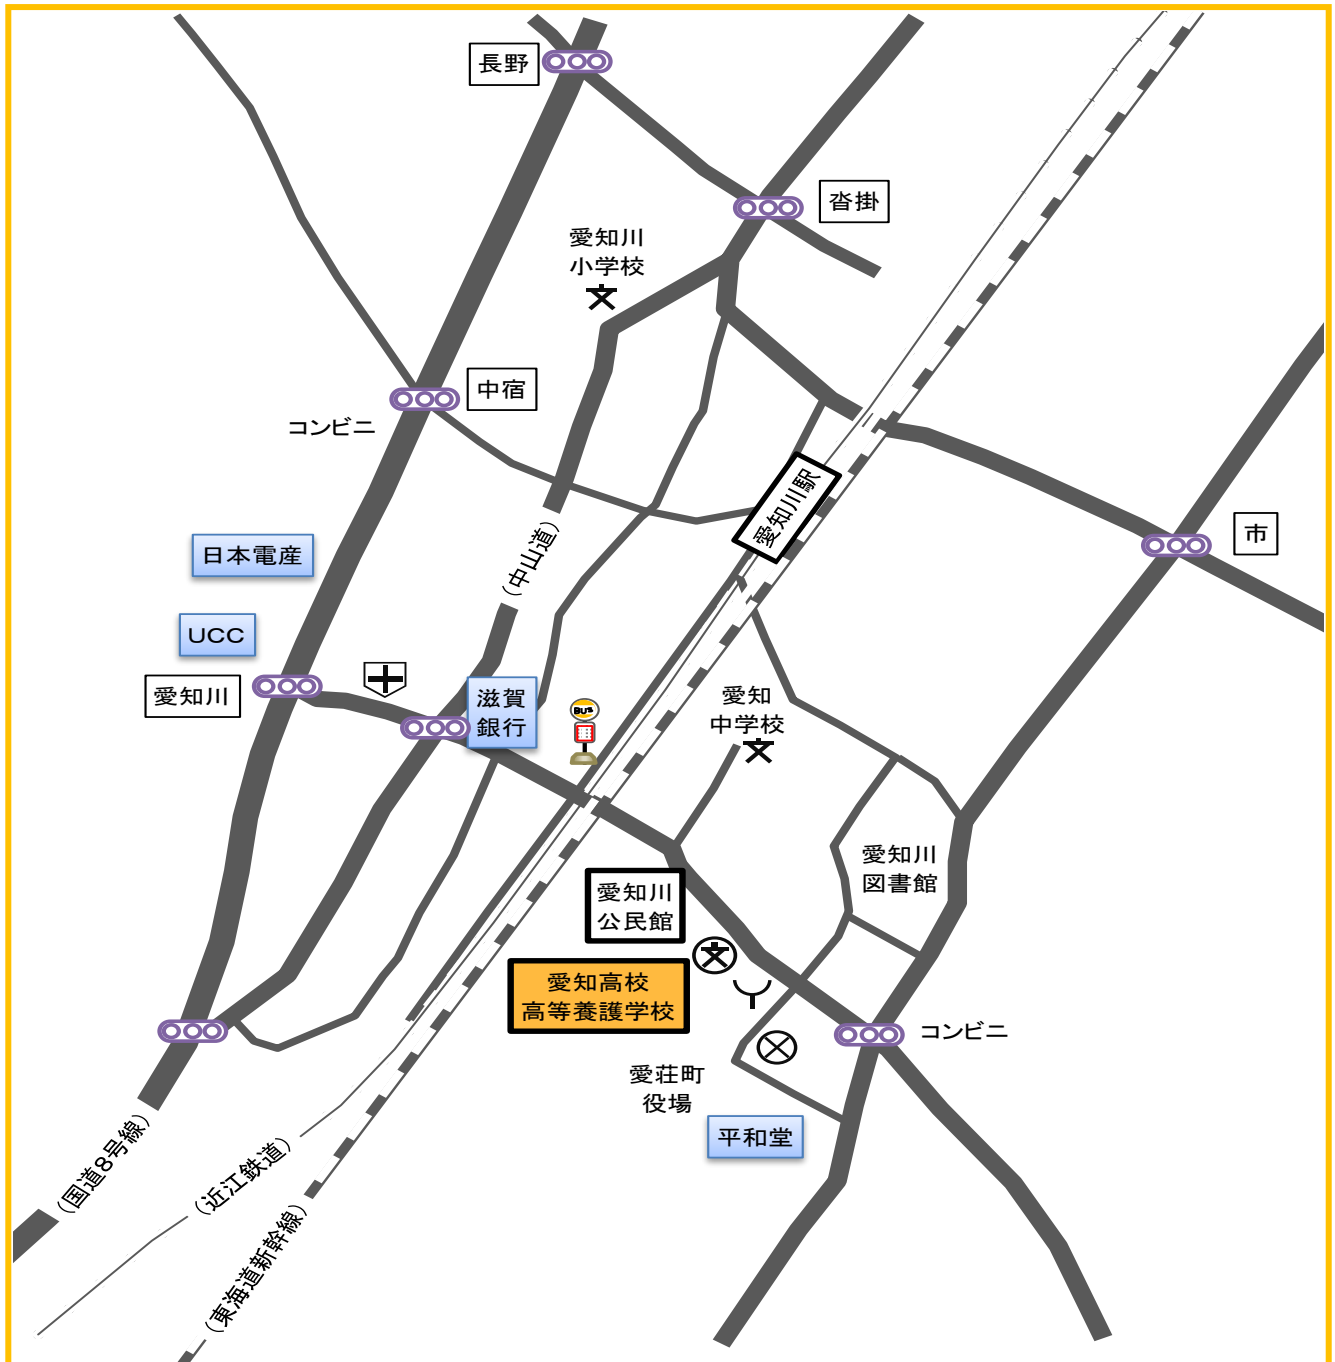 長野
沓掛
愛知川
小学校
中宿
コンビニ
愛知川駅
市
(中山道)
日本電産
UCC
愛知川
滋賀
銀行
BUS
愛知
中学校
愛知川
図書館
愛知川
公民館
愛知高校
高等養護学校
コンビニ
愛荘町
役場
平和堂
(国道8号線)
(近江鉄道)
(東海道新幹線)